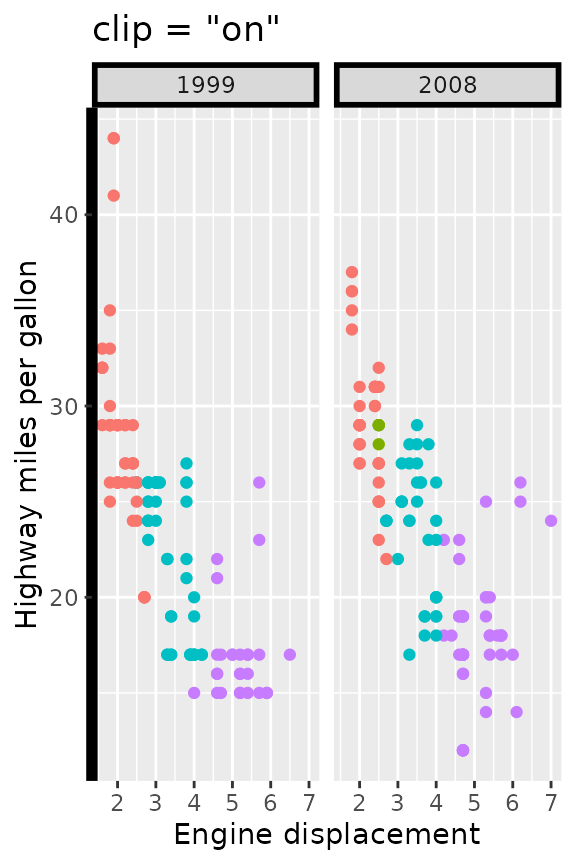 clip = "on"
1999 2008
Highway miles per gallon
40
30
20
2 3 4 5 6 7 2 3 4 5 6 7
Engine displacement